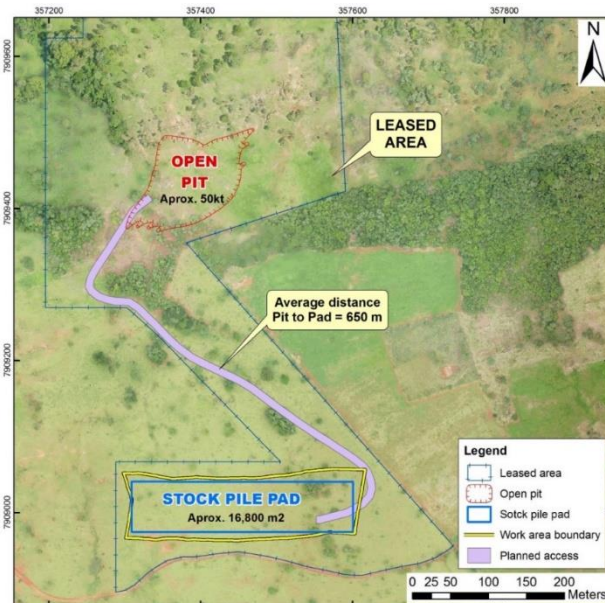 357200
357400
357600
357800
7909600
7909400
7909200
7909000
N
LEASED
AREA
OPEN
PIT
Aprox. 50kt
Average distance
Pit to Pad = 650 m
STOCK PILE PAD
Aprox. 16,800 m2
Legend
Leased area
Open pit
Sotck pile pad
Work area boundary
Planned access
0 25 50 100 150 200
Meters